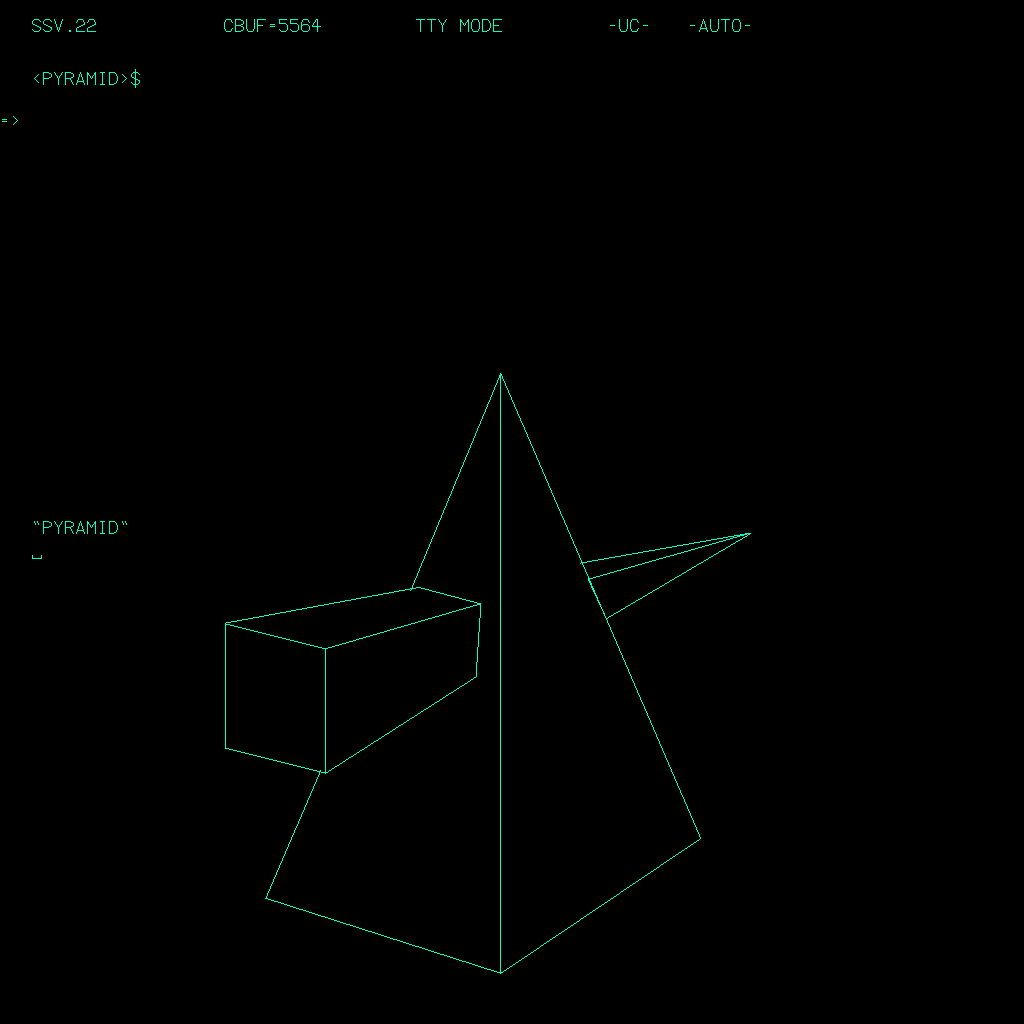 SSV.22 CBUF=5564 TTY MODE -UC- -AUTO-
<PYRAMID>$
=>
"PYRAMID"